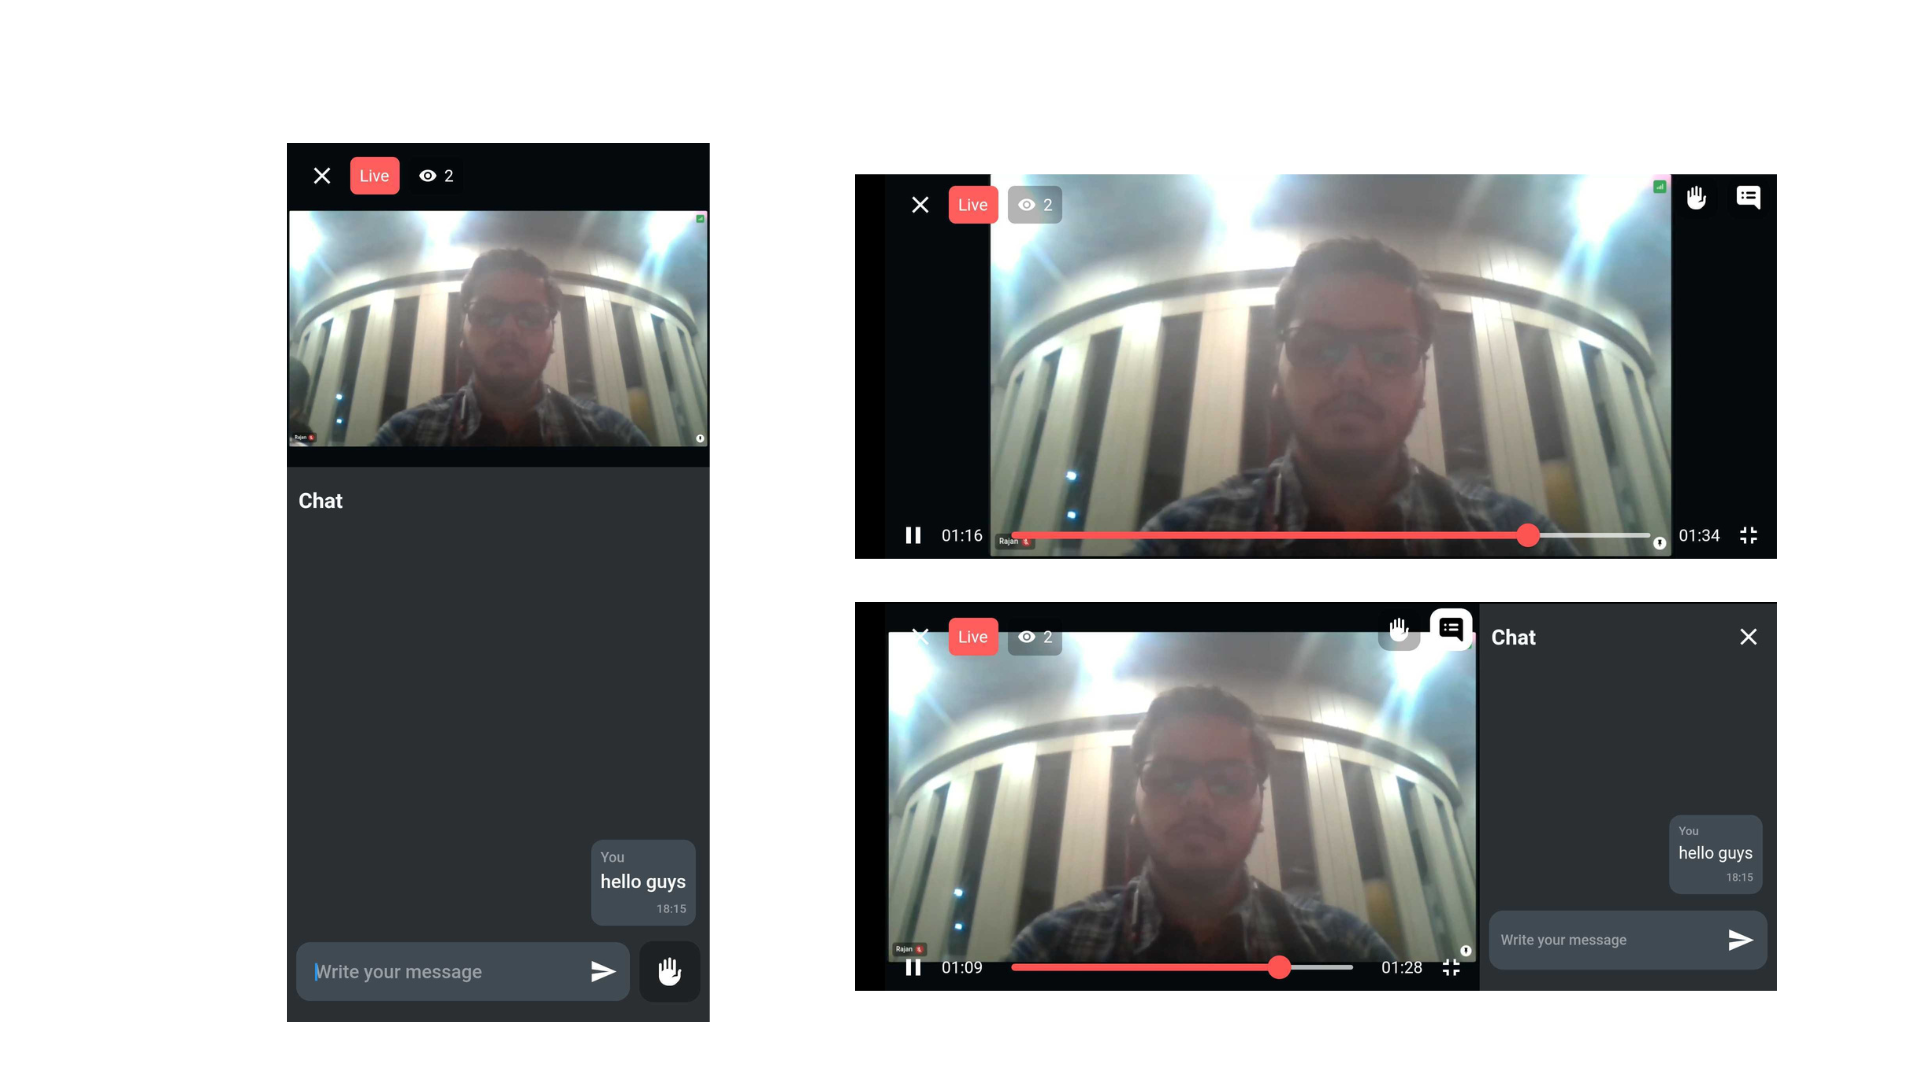 Live 2
Rajan
Chat
You
hello guys
18:15
Write your message
Live 2
01:16
Rajan
01:34
Live 2
Rajan
01:09
01:28
Chat
You
hello guys
18:15
Write your message